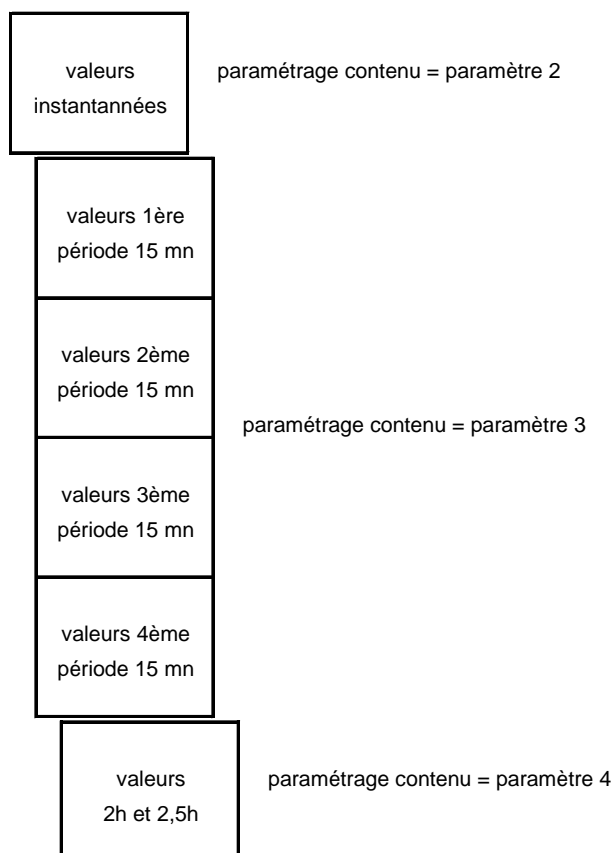 valeurs
instantannées
paramétrage contenu = paramètre 2
valeurs 1ère
période 15 mn
valeurs 2ème
période 15 mn
paramétrage contenu = paramètre 3
valeurs 3ème
période 15 mn
valeurs 4ème
période 15 mn
valeurs
2h et 2,5h
paramétrage contenu = paramètre 4